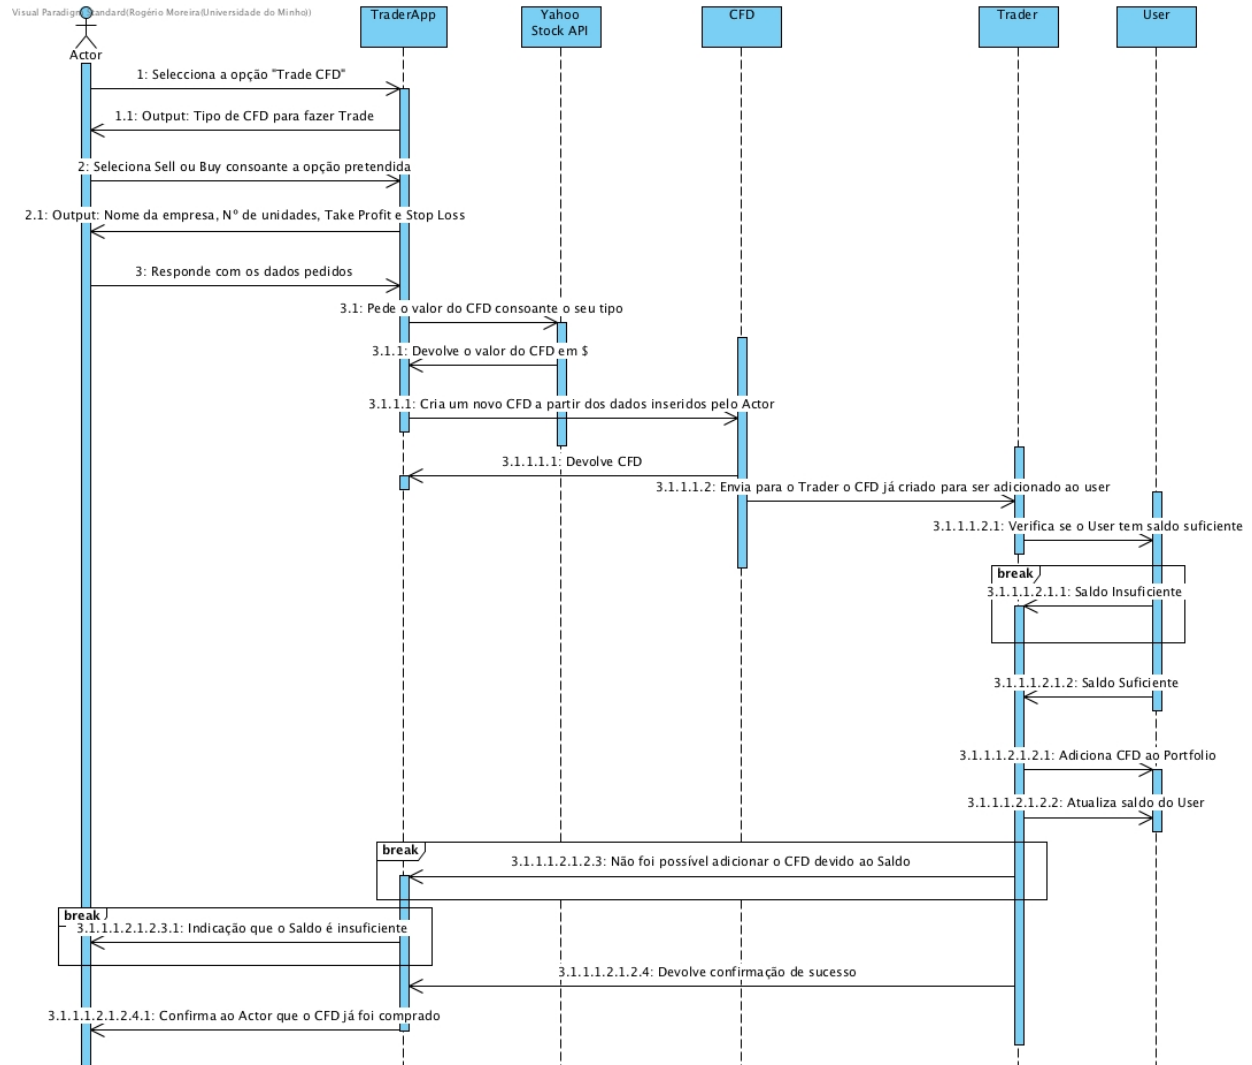 Visual Paradigm Standard(Rogério Moreira(Universidade do Minho))
Actor
TraderApp
Yahoo
Stock API
CFD
Trader
User
1: Selecciona a opção "Trade CFD"
1.1: Output: Tipo de CFD para fazer Trade
2: Seleciona Sell ou Buy consoante a opção pretendida
2.1: Output: Nome da empresa, Nº de unidades, Take Profit e Stop Loss
3: Responde com os dados pedidos
3.1: Pede o valor do CFD consoante o seu tipo
3.1.1: Devolve o valor do CFD em $
3.1.1.1: Cria um novo CFD a partir dos dados inseridos pelo Actor
3.1.1.1.1: Devolve CFD
3.1.1.1.2: Envia para o Trader o CFD já criado para ser adicionado ao user
3.1.1.1.2.1: Verifica se o User tem saldo suficiente
break
3.1.1.1.2.1.1: Saldo Insuficiente
3.1.1.1.2.1.2: Saldo Suficiente
3.1.1.1.2.1.2.1: Adiciona CFD ao Portfolio
3.1.1.1.2.1.2.2: Atualiza saldo do User
break
3.1.1.1.2.1.2.3: Não foi possível adicionar o CFD devido ao Saldo
break
3.1.1.1.2.1.2.3.1: Indicação que o Saldo é insuficiente
3.1.1.1.2.1.2.4: Devolve confirmação de sucesso
3.1.1.1.2.1.2.4.1: Confirma ao Actor que o CFD já foi comprado